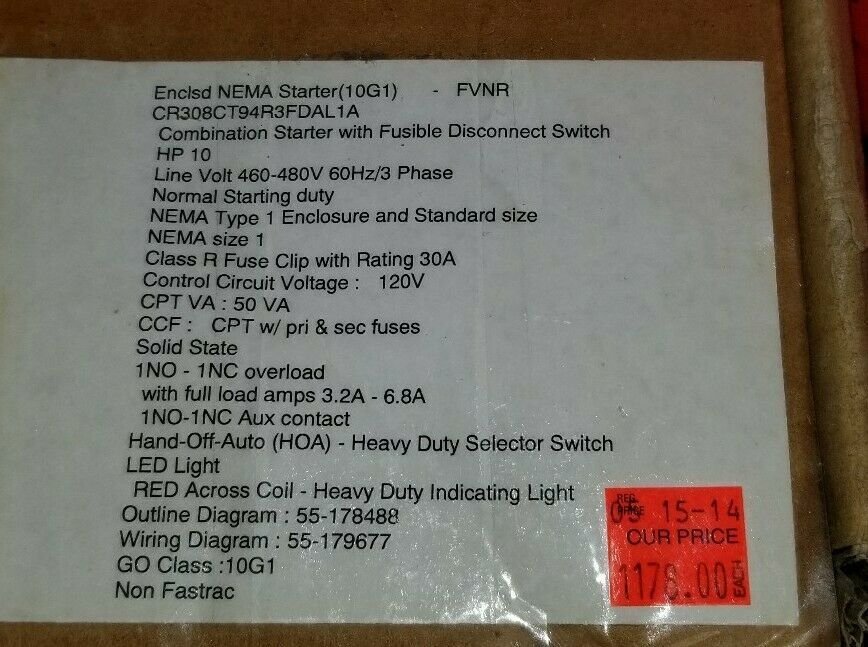 Enclsd NEMA Starter(10G1) - FVNR
CR308CT94R3FDAL1A
Combination Starter with Fusible Disconnect Switch
HP 10
Line Volt 460-480V 60Hz/3 Phase
Normal Starting duty
NEMA Type 1 Enclosure and Standard size
NEMA size 1
Class R Fuse Clip with Rating 30A
Control Circuit Voltage : 120V
CPT VA : 50 VA
CCF : CPT w/ pri & sec fuses
Solid State
1NO - 1NC overload
with full load amps 3.2A - 6.8A
1NO-1NC Aux contact
Hand-Off-Auto (HOA) - Heavy Duty Selector Switch
LED Light
RED Across Coil - Heavy Duty Indicating Light
Outline Diagram : 55-178488
Wiring Diagram : 55-179677
GO Class :10G1
Non Fastrac
REG. PRICE
05 15-14
OUR PRICE
1178.00 EACH